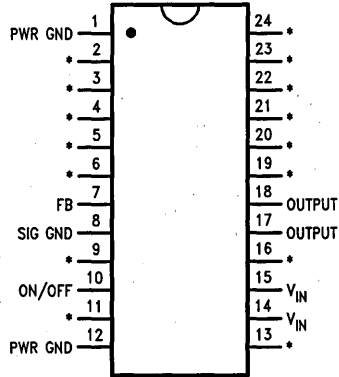 PWR GND 1 24 *
* 2 23 *
* 3 22 *
* 4 21 *
* 5 20 *
* 6 19 *
FB 7 18 OUTPUT
SIG GND 8 17 OUTPUT
* 9 16 *
ON/OFF 10 15 VIN
* 11 14 VIN
PWR GND 12 13 *